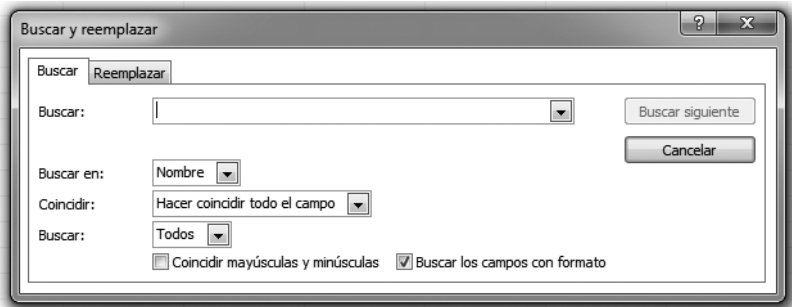 Buscar y reemplazar
Buscar Reemplazar
Buscar: Buscar siguiente
Cancelar
Buscar en: Nombre
Coincidir: Hacer coincidir todo el campo
Buscar: Todos
Coincidir mayúsculas y minúsculas Buscar los campos con formato